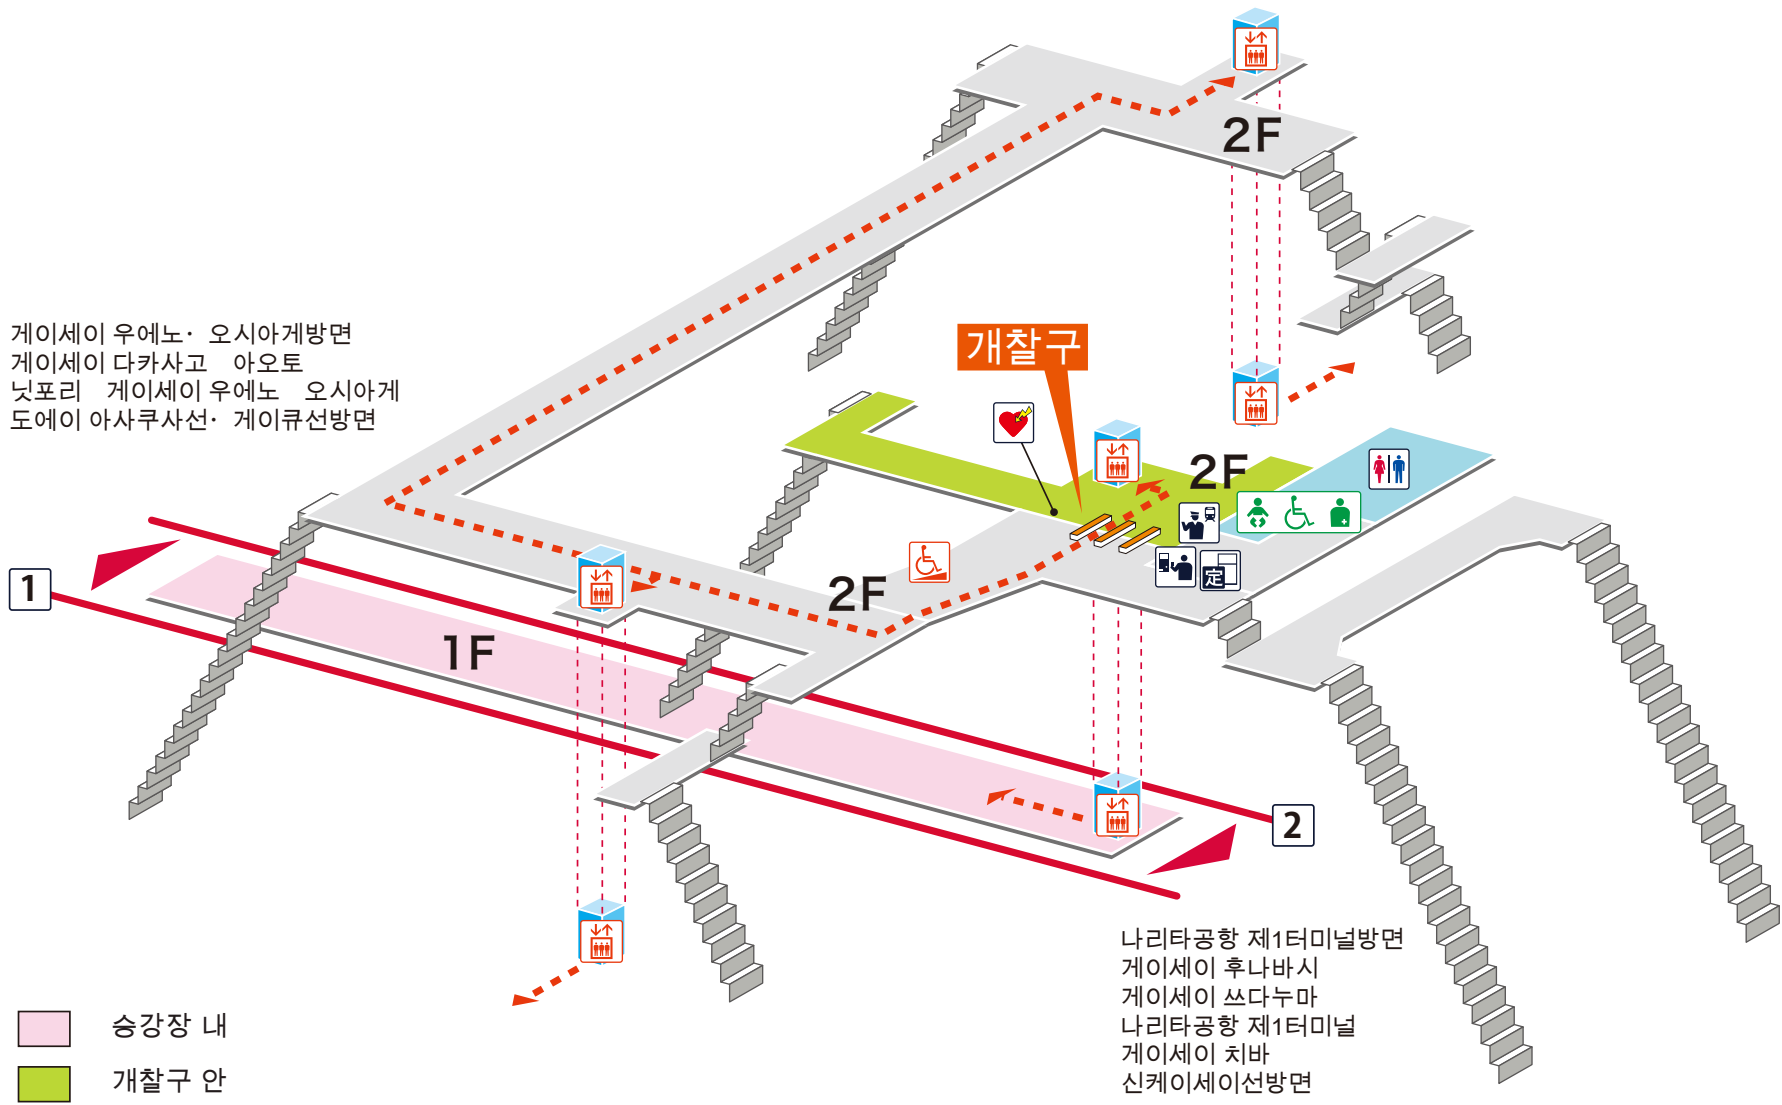 2F
개찰구
게이세이 우에노· 오시아게방면
게이세이 다카사고 아오토
닛포리 게이세이 우에노 오시아게
도에이 아사쿠사선· 게이큐선방면
2F
定
2F
1
1F
2
나리타공항 제1터미널방면
게이세이 후나바시
게이세이 쓰다누마
나리타공항 제1터미널
게이세이 치바
신케이세이선방면
승강장 내
개찰구 안